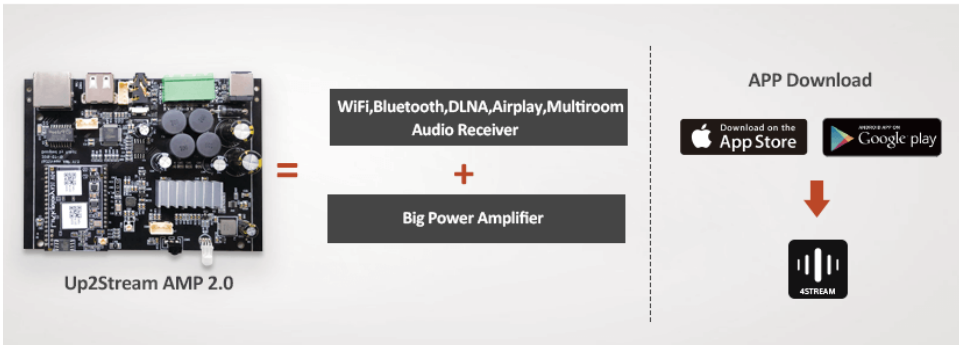 WiFi,Bluetooth,DLNA,Airplay,Multiroom
Audio Receiver
=
+
Big Power Amplifier
Up2Stream AMP 2.0
APP Download
Download on the
App Store
ANDROID APP ON
Google play
4STREAM